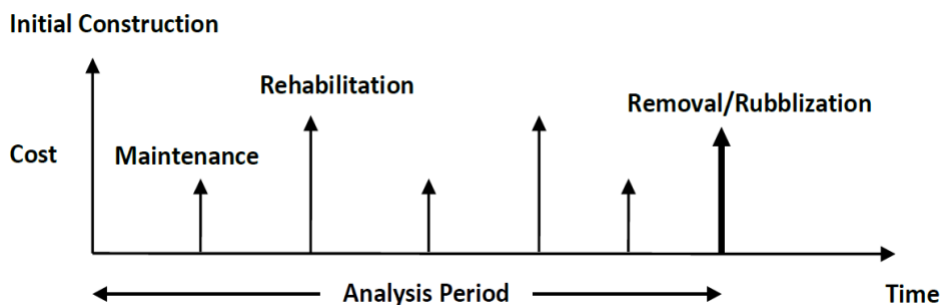 Initial Construction
Rehabilitation
Removal/Rubblization
Cost
Maintenance
Analysis Period
Time